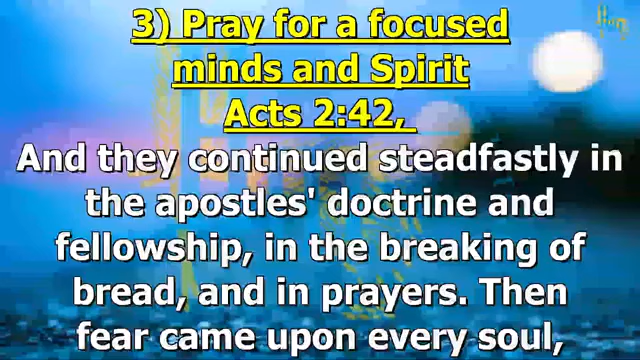 3) Pray for a focused
minds and Spirit
Acts 2:42,
And they continued steadfastly in
the apostles' doctrine and
fellowship, in the breaking of
bread, and in prayers. Then
fear came upon every soul,